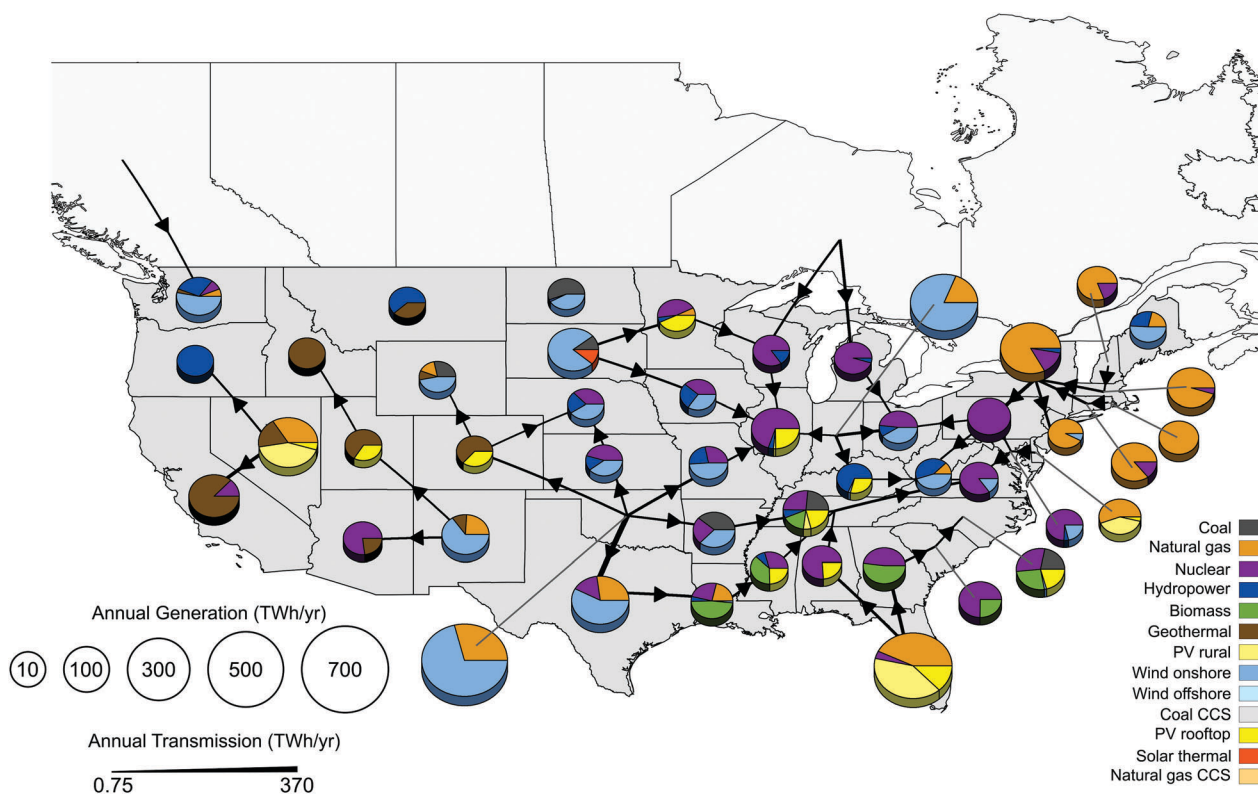 Annual Generation (TWh/yr)
10
100
300
500
700
Annual Transmission (TWh/yr)
0.75
370
Coal
Natural gas
Nuclear
Hydropower
Biomass
Geothermal
PV rural
Wind onshore
Wind offshore
Coal CCS
PV rooftop
Solar thermal
Natural gas CCS